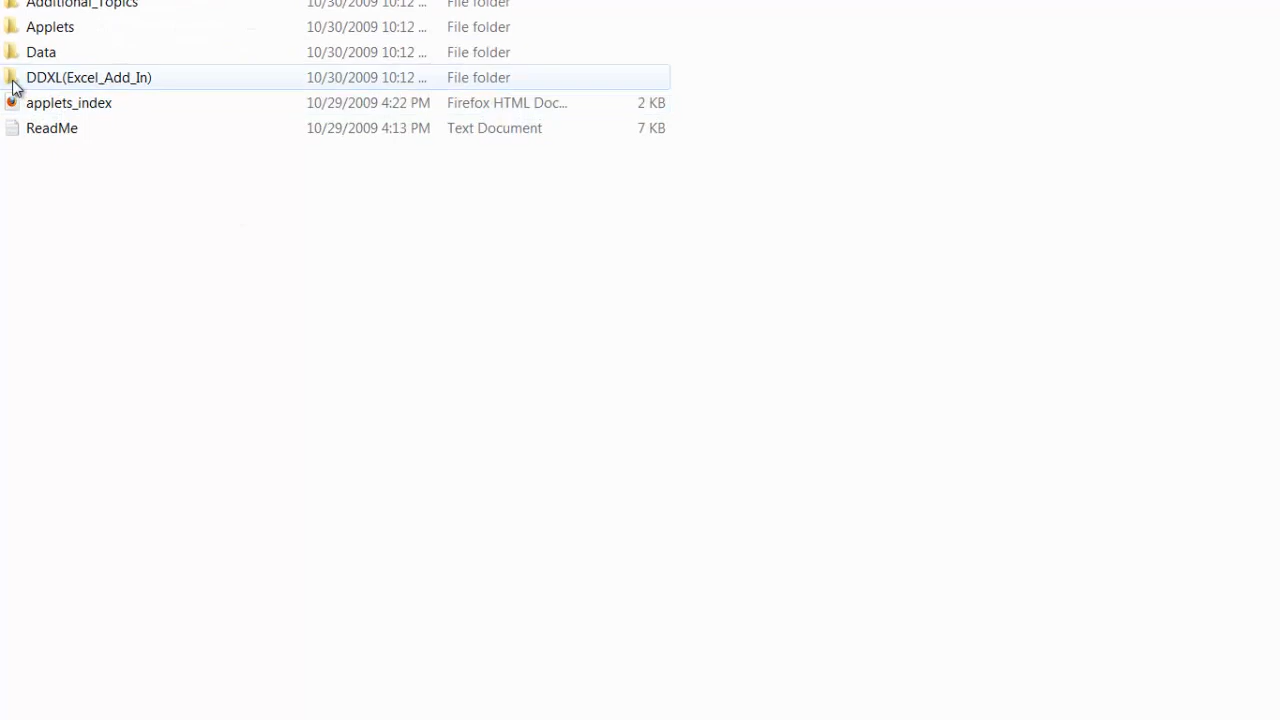 Additional_Topics 10/30/2009 10:12 ... File folder
Applets 10/30/2009 10:12 ... File folder
Data 10/30/2009 10:12 ... File folder
DDXL(Excel_Add_In) 10/30/2009 10:12 ... File folder
applets_index 10/29/2009 4:22 PM Firefox HTML Doc... 2 KB
ReadMe 10/29/2009 4:13 PM Text Document 7 KB